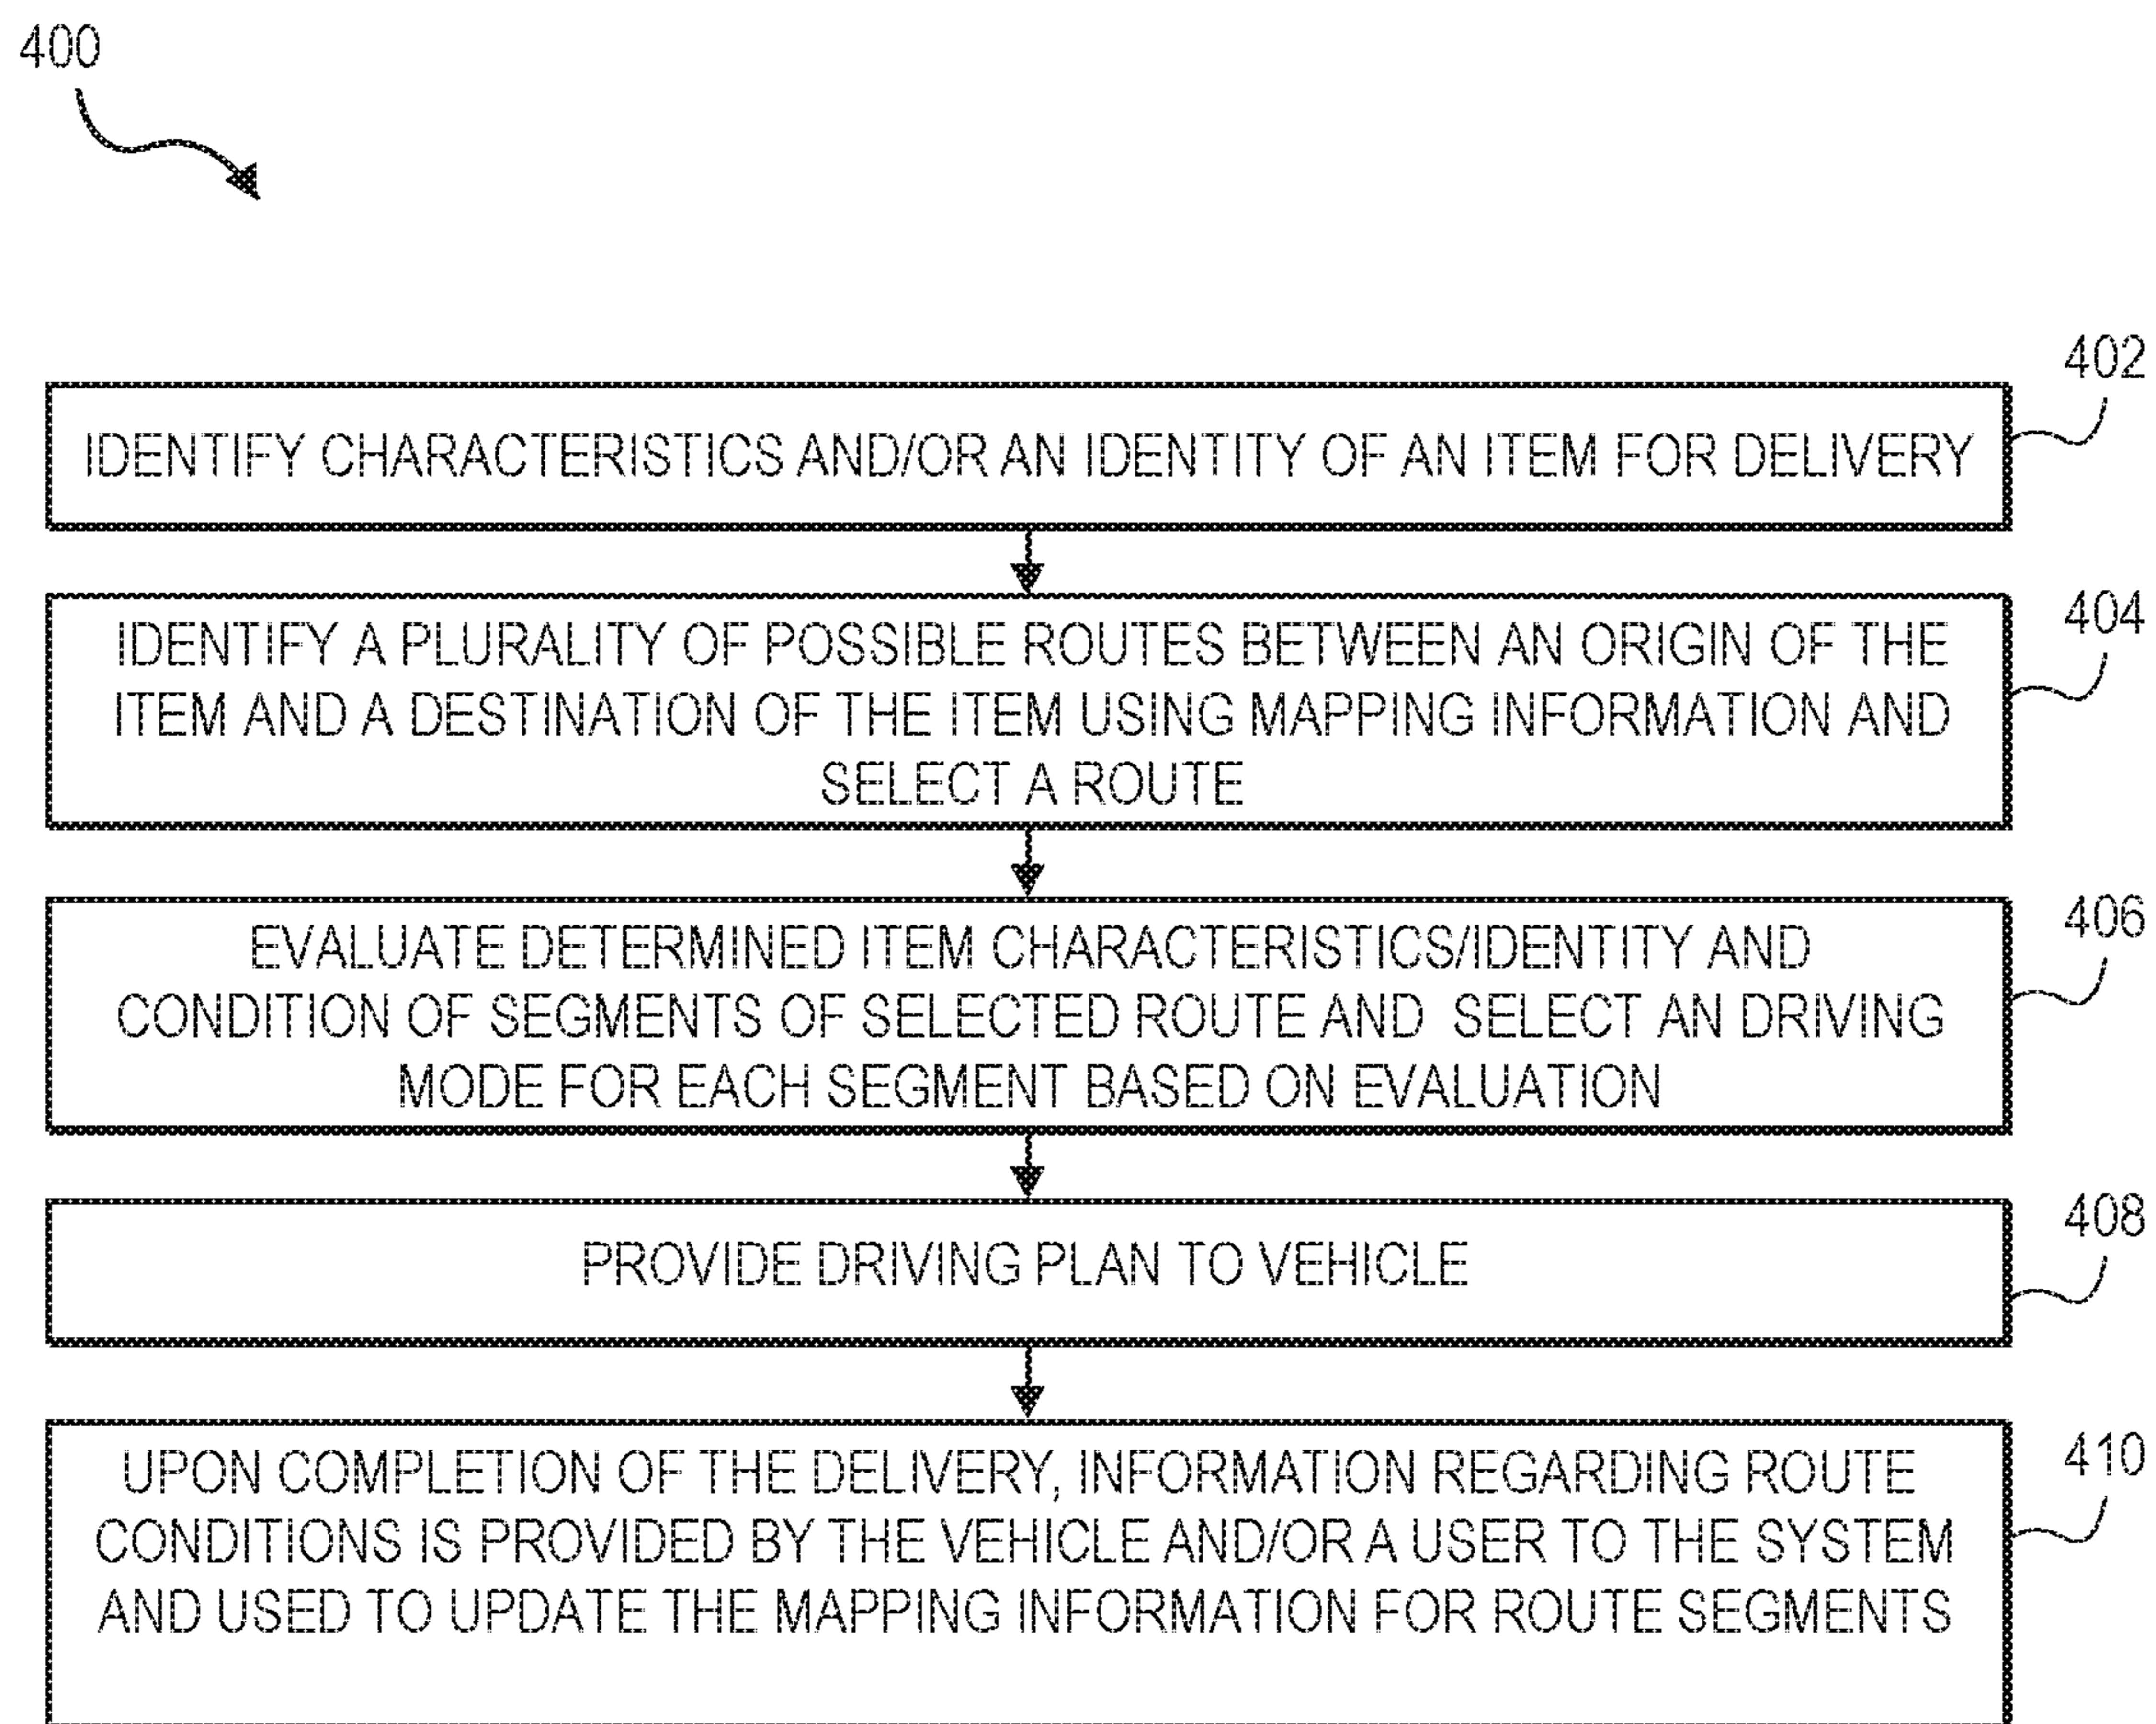 400
402
IDENTIFY CHARACTERISTICS AND/OR AN IDENTITY OF AN ITEM FOR DELIVERY
404
IDENTIFY A PLURALITY OF POSSIBLE ROUTES BETWEEN AN ORIGIN OF THE
ITEM AND A DESTINATION OF THE ITEM USING MAPPING INFORMATION AND
SELECT A ROUTE
406
EVALUATE DETERMINED ITEM CHARACTERISTICS/IDENTITY AND
CONDITION OF SEGMENTS OF SELECTED ROUTE AND SELECT AN DRIVING
MODE FOR EACH SEGMENT BASED ON EVALUATION
408
PROVIDE DRIVING PLAN TO VEHICLE
410
UPON COMPLETION OF THE DELIVERY, INFORMATION REGARDING ROUTE
CONDITIONS IS PROVIDED BY THE VEHICLE AND/OR A USER TO THE SYSTEM
AND USED TO UPDATE THE MAPPING INFORMATION FOR ROUTE SEGMENTS